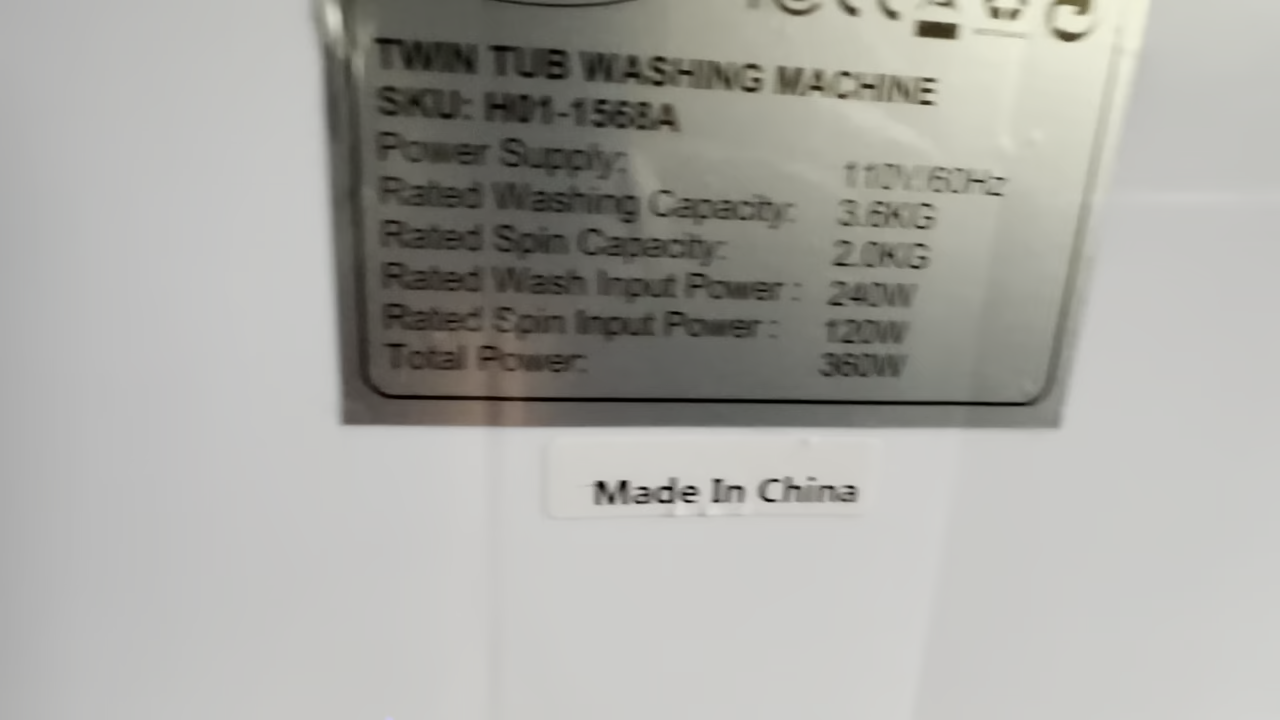 TWIN TUB WASHING MACHINE
SKU: H01-1568A
Power Supply: 110V/60Hz
Rated Washing Capacity: 3.6KG
Rated Spin Capacity: 2.0KG
Rated Wash Input Power : 240W
Rated Spin Input Power : 120W
Total Power: 360W
Made In China